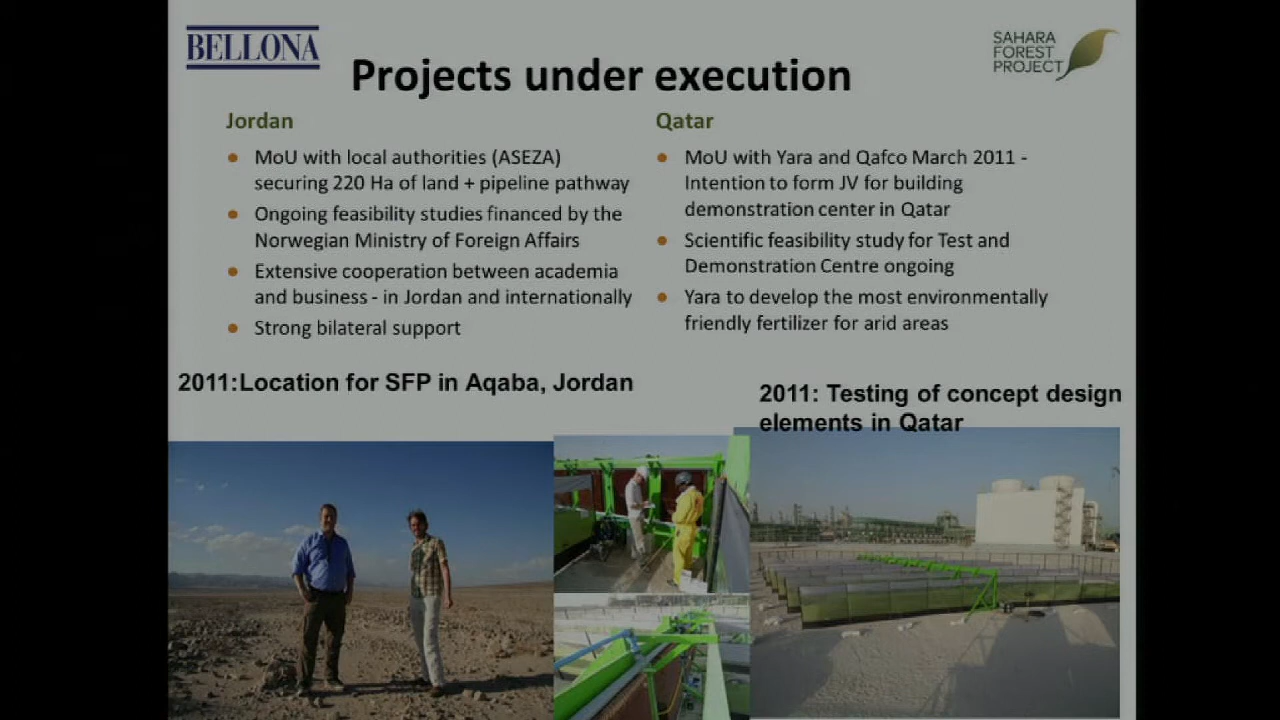 BELLONA
SAHARA
FOREST
PROJECT
Projects under execution
Jordan
MoU with local authorities (ASEZA)
securing 220 Ha of land + pipeline pathway
Ongoing feasibility studies financed by the
Norwegian Ministry of Foreign Affairs
Extensive cooperation between academia
and business - in Jordan and internationally
Strong bilateral support
Qatar
MoU with Yara and Qafco March 2011 -
Intention to form JV for building
demonstration center in Qatar
Scientific feasibility study for Test and
Demonstration Centre ongoing
Yara to develop the most environmentally
friendly fertilizer for arid areas
2011:Location for SFP in Aqaba, Jordan
2011: Testing of concept design
elements in Qatar